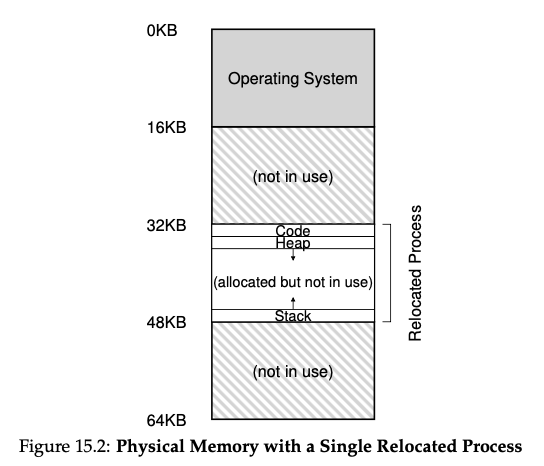 0KB
Operating System
16KB
(not in use)
32KB
Code
Heap
(allocated but not in use)
Stack
48KB
(not in use)
64KB
Relocated Process
Figure 15.2: Physical Memory with a Single Relocated Process